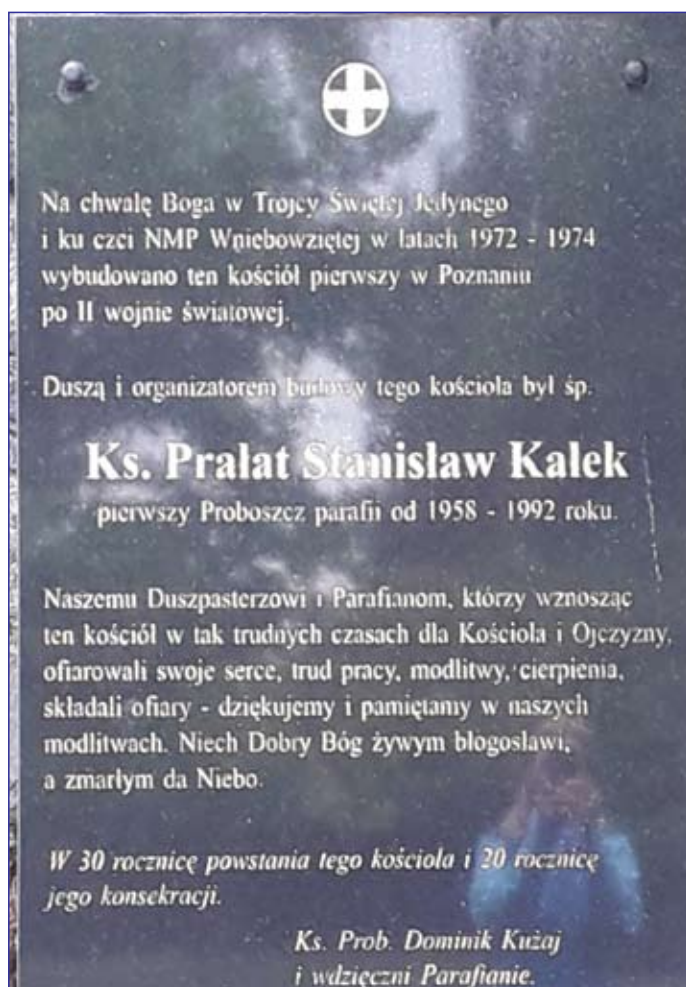 Na chwałę Boga w Trójcy Świętej Jedynego
i ku czci NMP Wniebowziętej w latach 1972 - 1974
wybudowano ten kościół pierwszy w Poznaniu
po II wojnie światowej.
Duszą i organizatorem budowy tego kościoła był śp.
Ks. Prałat Stanisław Kałek
pierwszy Proboszcz parafii od 1958 - 1992 roku.
Naszemu Duszpasterzowi i Parafianom, którzy wznosząc
ten kościół w tak trudnych czasach dla Kościoła i Ojczyzny,
ofiarowali swoje serce, trud pracy, modlitwy, cierpienia,
składali ofiary - dziękujemy i pamiętamy w naszych
modlitwach. Niech Dobry Bóg żywym błogosławi,
a zmarłym da Niebo.
W 30 rocznicę powstania tego kościoła i 20 rocznicę
jego konsekracji.
Ks. Prob. Dominik Kużaj
i wdzięczni Parafianie.